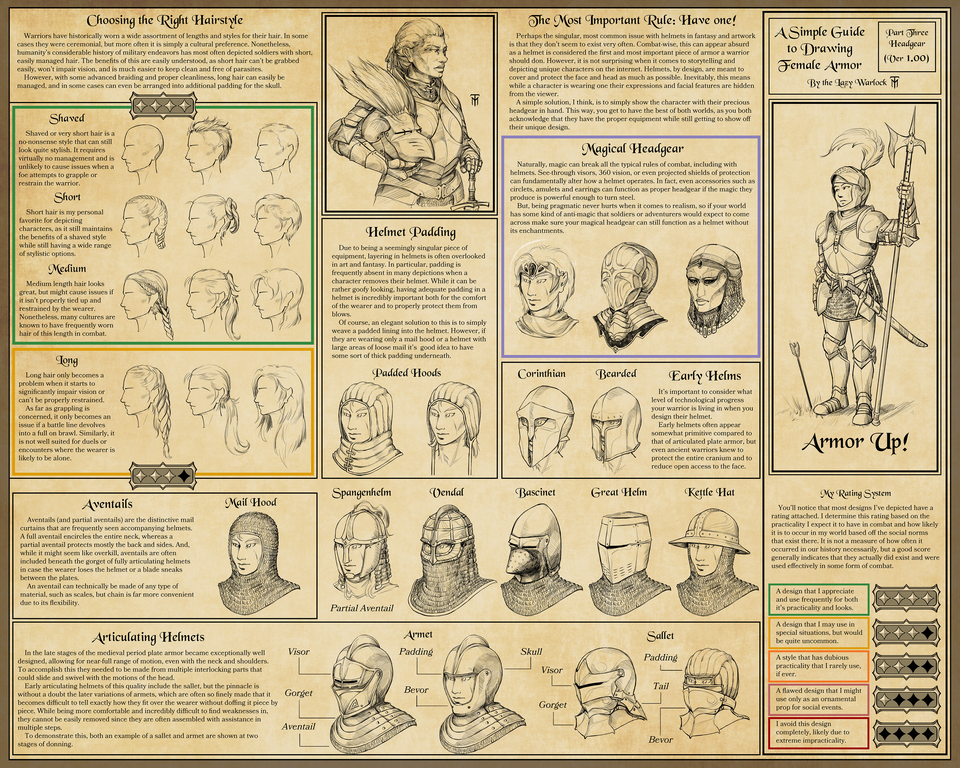 Choosing the Right Hairstyle
Warriors have historically worn a wide assortment of lengths and styles for their hair. In some
cases they were ceremonial, but more often it is simply a cultural preference. Nonetheless,
humanity's considerable history of military endeavors has most often depicted soldiers with short,
easily managed hair. The benefits of this are easily understood, as short hair can't be grabbed
easily, won't impair vision, and is much easier to keep clean and free of parasites.
However, with some advanced braiding and proper cleanliness, long hair can be easily
managed, and in some cases can even be arranged into additional padding for the skull.
Shaved
Shaved or very short hair is a
no nonsense style that can still
look quite stylish. It requires
virtually no management and is
unlikely to cause issues when a
foe attempts to grapple or
restrain the warrior.
Short
Short hair is my personal
favorite for depicting
characters, as it still maintains
the benefits of a shaved style
while still having a wide range
of stylistic options.
Medium
Medium length hair looks
great, but might cause issues if
it isn't properly tied up and
restrained by the wearer.
Nonetheless, many cultures are
known to have frequently worn
hair of this length in combat.
Long
Long hair only becomes a
problem when it starts to
significantly impair vision or
can't be properly restrained.
As far as grappling is
concerned, it only becomes an
issue if a battle line devolves
into a full on brawl. Similarly, it
is not well suited for duels or
encounters where the wearer is
likely to be alone.
Helmet Padding
Due to being a seemingly singular piece of
equipment, layering in helmets is often overlooked
in art and fantasy. In particular, padding is
frequently absent in many depictions when a
character removes their helmet. While it can be
rather goofy looking, having adequate padding in a
helmet is incredibly important both for the comfort
of the wearer and to properly protect them from
blows.
Of course, an elegant solution to this is to simply
weave a padded lining into the helmet. However, if
they are wearing only a mail hood or a helmet with
large areas of loose mail it's good idea to have
some sort of thick padding underneath.
Padded Hoods
The Most Important Rule: Have one!
Perhaps the singular, most common issue with helmets in fantasy and artwork
is that they don't seem to exist very often. Combat-wise, this can appear absurd
as a helmet is considered the first and most important piece of armor a warrior
should don. However, it is not surprising when it comes to storytelling and
depicting unique characters on the internet. Helmets, by design, are meant to
cover and protect the face and head as much as possible. Inevitably, this means
while a character is wearing one their expressions and facial features are hidden
from the viewer.
A simple solution, I think, is to simply show the character with their precious
headgear in hand. This way, you get to have the best of both worlds, as you both
acknowledge that they have the proper equipment while still getting to show off
their unique design.
Magical Headgear
Naturally, magic can break all the typical rules of combat, including with
helmets. See-through visors, 360 vision, or even projected shields of protection
can fundamentally alter how a helmet operates. In fact, even accessories such as
circlets, amulets and earrings can function as proper headgear if the magic they
produce is powerful enough to turn steel.
But, being pragmatic never hurts when it comes to realism, so if your world
has some kind of anti-magic that soldiers or adventurers would expect to come
across make sure your magical headgear can still function as a helmet without
its enchantments.
Corinthian
Bearded
Early Helms
It's important to consider what
level of technological progress
your warrior is living in when you
design their helmet.
Early helmets often appear
somewhat primitive compared to
that of articulated plate armor, but
even ancient warriors knew to
protect the entire cranium and to
reduce open access to the face.
A Simple Guide
to Drawing
Female Armor
Part Three
Headgear
(Ver 1.00)
By the Lazy Warlock
Armor Up!
Aventails
Aventails (and partial aventails) are the distinctive mail
curtains that are frequently seen accompanying helmets.
A full aventail encircles the entire neck, whereas a
partial aventail protects mostly the back and sides. And,
while it might seem like overkill, aventails are often
included beneath the gorget of fully articulating helmets
in case the wearer loses the helmet or a blade sneaks
between the plates.
An aventail can technically be made of any type of
material, such as scales, but chain is far more convenient
due to its flexibility.
Mail Hood
Spangenhelm
Partial Aventail
Vendal
Bascinet
Great Helm
Kettle Hat
My Rating System
You'll notice that most designs I've depicted have a
rating attached. I determine this rating based on the
practicality I expect it to have in combat and how likely
it is to occur in my world based off the social norms
that exist there. It is not a measure of how often it
occurred in our history necessarily, but a good score
generally indicates that they actually did exist and were
used effectively in some form of combat.
A design that I appreciate
and use frequently for both
it's practicality and looks.
A design that I may use in
special situations, but would
be quite uncommon.
A style that has dubious
practicality that I rarely use,
if ever.
A flawed design that I might
use only as an ornamental
prop for social events.
I avoid this design
completely, likely due to
extreme impracticality.
Articulating Helmets
In the late stages of the medieval period plate armor became exceptionally well
designed, allowing for near-full range of motion, even with the neck and shoulders.
To accomplish this they needed to be made from multiple interlocking parts that
could slide and swivel with the motions of the head.
Early articulating helmets of this quality include the sallet, but the pinnacle is
without a doubt the later variations of armets, which are often so finely made that it
becomes difficult to tell exactly how they fit over the wearer without doffing it piece by
piece. While being more comfortable and incredibly difficult to find weaknesses in,
they cannot be easily removed since they are often assembled with assistance in
multiple steps.
To demonstrate this, both an example of a sallet and armet are shown at two
stages of donning.
Armet
Visor
Gorget
Aventail
Padding
Bevor
Skull
Sallet
Visor
Gorget
Padding
Tail
Bevor